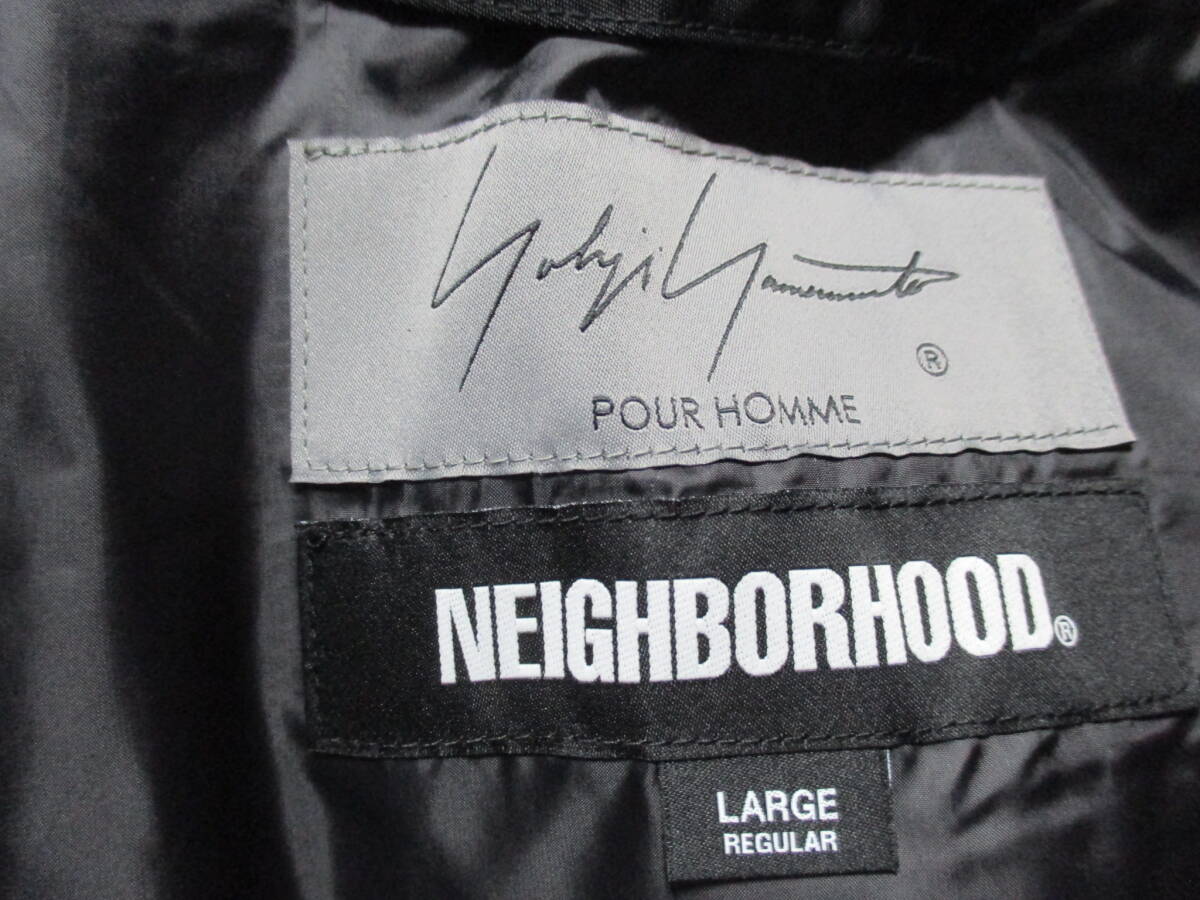 Yohji Yamamoto
®
POUR HOMME
NEIGHBORHOOD®
LARGE
REGULAR